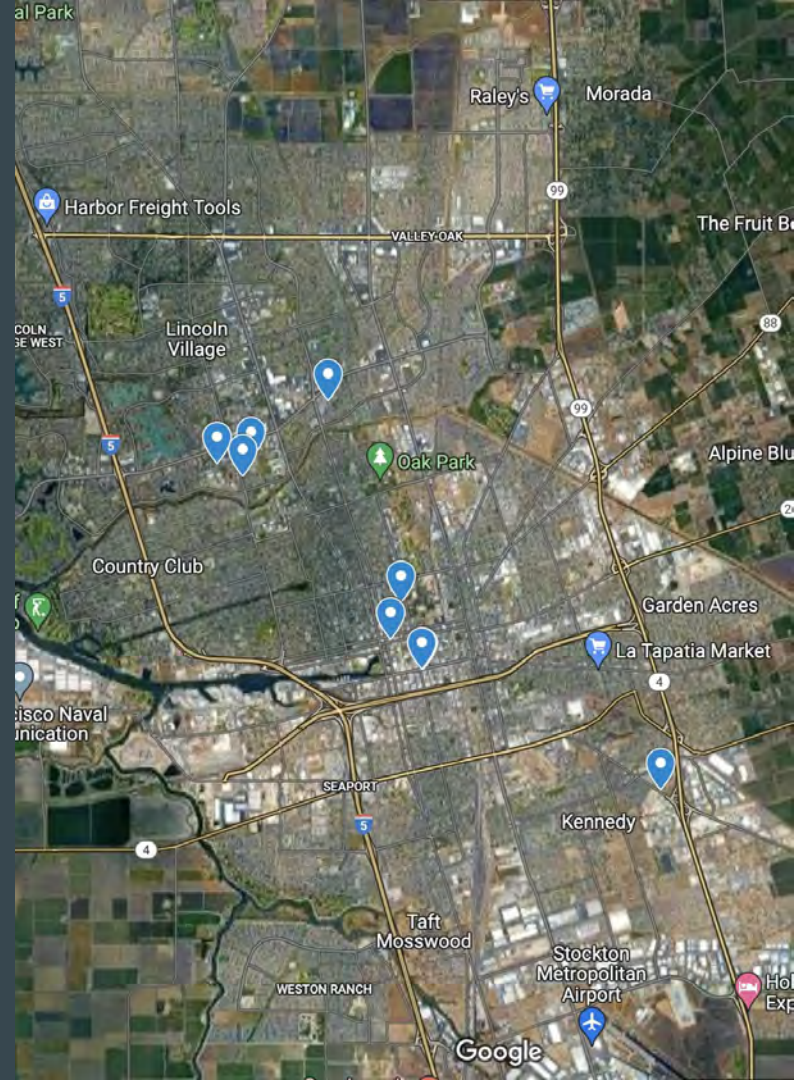 al Park
Raley's
Morada
99
Harbor Freight Tools
VALLEY-OAK
The Fruit B
5
COLN
GE WEST
Lincoln
Village
88
99
5
Oak Park
Alpine Blu
2
Country Club
f
Garden Acres
La Tapatia Market
4
cisco Naval
unication
SEAPORT
5
Kennedy
4
Taft
Mosswood
Stockton
Metropolitan
Airport
WESTON RANCH
Hol
Exp
Google